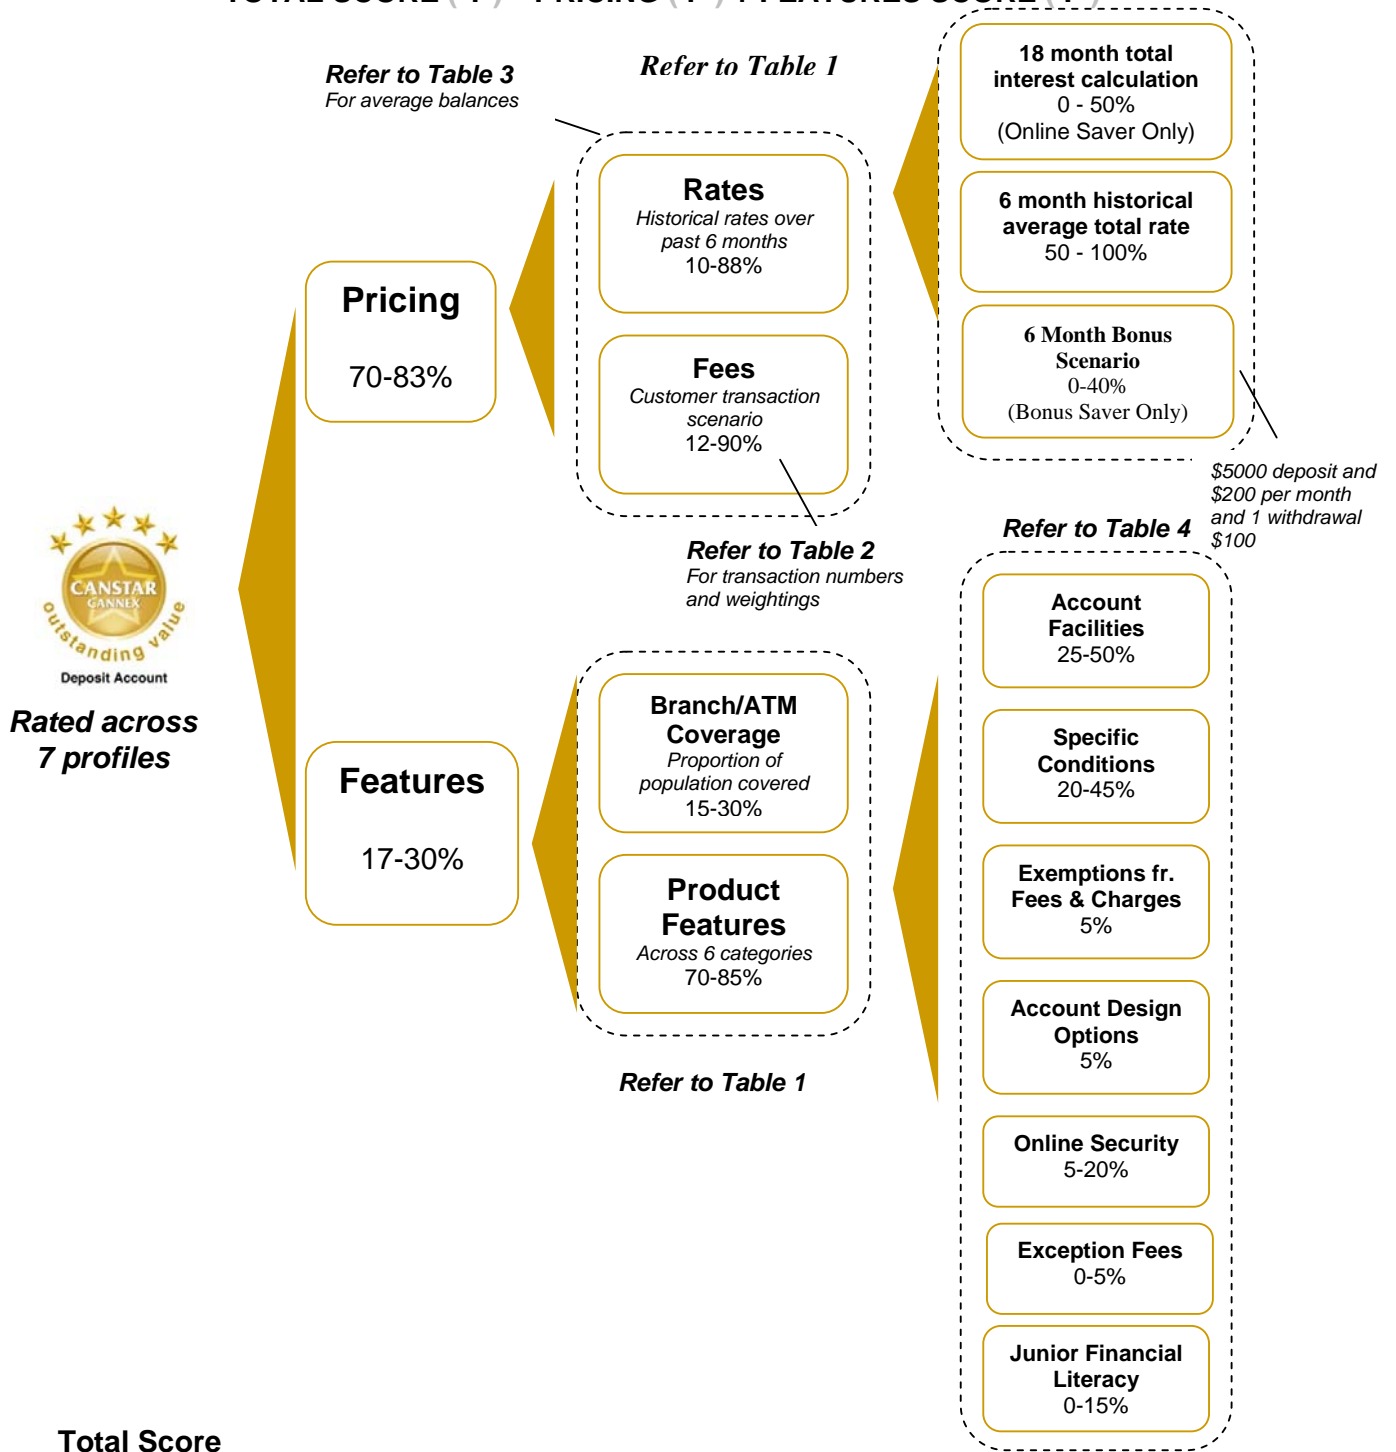 TOTAL SCORE (T) = PRICING (P) + FEATURES SCORE (F)
Refer to Table 3
For average balances
Refer to Table 1
18 month total
interest calculation
0 - 50%
(Online Saver Only)
Rates
Historical rates over
past 6 months
10-88%
6 month historical
average total rate
50 - 100%
Pricing
70-83%
Fees
Customer transaction
scenario
12-90%
6 Month Bonus
Scenario
0-40%
(Bonus Saver Only)
$5000 deposit and
$200 per month
and 1 withdrawal
$100
Refer to Table 2
For transaction numbers
and weightings
Refer to Table 4
CANSTAR
CANNEX
outstanding value
Deposit Account
Rated across
7 profiles
Features
17-30%
Branch/ATM
Coverage
Proportion of
population covered
15-30%
Product
Features
Across 6 categories
70-85%
Refer to Table 1
Account
Facilities
25-50%
Specific
Conditions
20-45%
Exemptions fr.
Fees & Charges
5%
Account Design
Options
5%
Online Security
5-20%
Exception Fees
0-5%
Junior Financial
Literacy
0-15%
Total Score